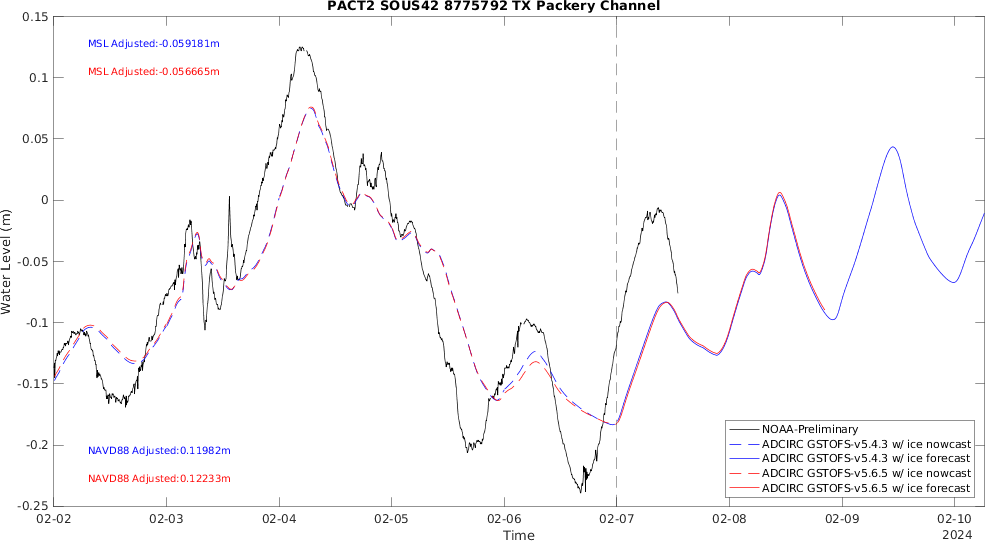 PACT2 SOUS42 8775792 TX Packery Channel
0.15
0.1
0.05
0
-0.05
-0.1
-0.15
-0.2
-0.25
Water Level (m)
MSL Adjusted:-0.059181m
MSL Adjusted:-0.056665m
NAVD88 Adjusted:0.11982m
NAVD88 Adjusted:0.12233m
NOAA-Preliminary
ADCIRC GSTOFS-v5.4.3 w/ ice nowcast
ADCIRC GSTOFS-v5.4.3 w/ ice forecast
ADCIRC GSTOFS-v5.6.5 w/ ice nowcast
ADCIRC GSTOFS-v5.6.5 w/ ice forecast
02-02 02-03 02-04 02-05 02-06 02-07 02-08 02-09 02-10
2024
Time